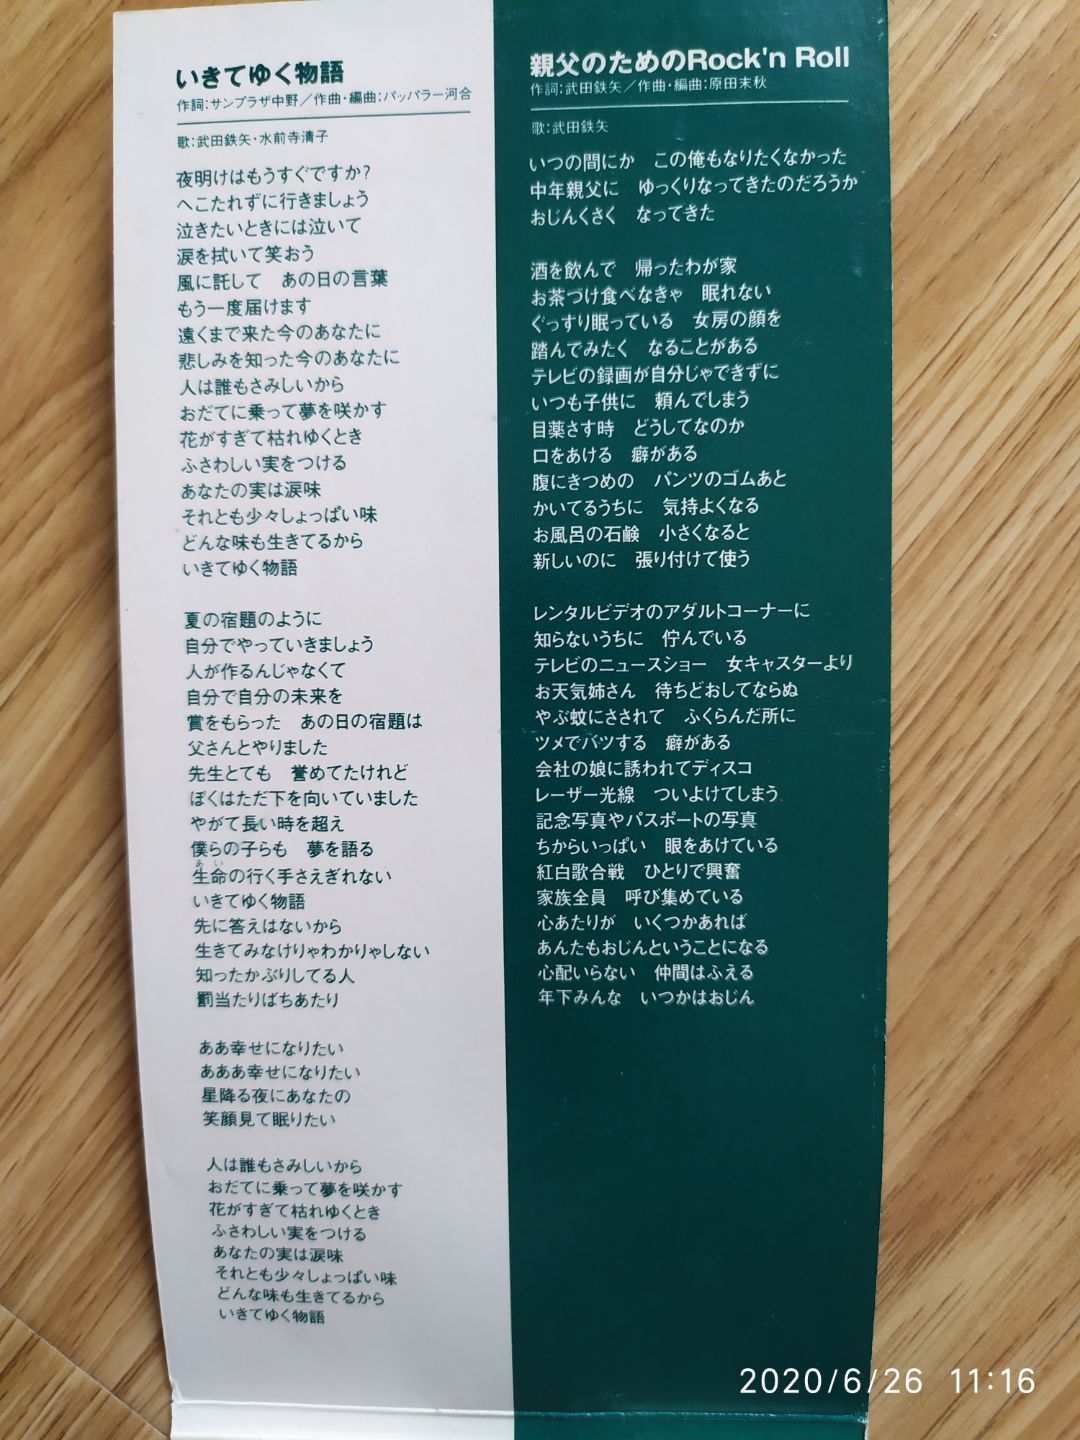 いきてゆく物語
作詞:サンプラザ中野/作曲・編曲:パッパラー河合
歌:武田鉄矢・水前寺清子
夜明けはもうすぐですか?
へこたれずに行きましょう
泣きたいときには泣いて
涙を拭いて笑おう
風に託して　あの日の言葉
もう一度届けます
遠くまで来た今のあなたに
悲しみを知った今のあなたに
人は誰もさみしいから
おだてに乗って夢を咲かす
花がすぎて枯れゆくとき
ふさわしい実をつける
あなたの実は涙味
それとも少々しょっぱい味
どんな味も生きてるから
いきてゆく物語
夏の宿題のように
自分でやっていきましょう
人が作るんじゃなくて
自分で自分の未来を
賞をもらった　あの日の宿題は
父さんとやりました
先生とても　誉めてたけれど
ぼくはただ下を向いていました
やがて長い時を超え
僕らの子らも　夢を語る
あい
生命の行く手さえぎれない
いきてゆく物語
先に答えはないから
生きてみなけりゃわかりゃしない
知ったかぶりしてる人
罰当たりばちあたり
ああ幸せになりたい
あああ幸せになりたい
星降る夜にあなたの
笑顔見て眠りたい
人は誰もさみしいから
おだてに乗って夢を咲かす
花がすぎて枯れゆくとき
ふさわしい実をつける
あなたの実は涙味
それとも少々しょっぱい味
どんな味も生きてるから
いきてゆく物語
親父のためのRock'n Roll
作詞:武田鉄矢/作曲・編曲:原田末秋
歌:武田鉄矢
いつの間にか　この俺もなりたくなかった
中年親父に　ゆっくりなってきたのだろうか
おじんくさく　なってきた
酒を飲んで　帰ったわが家
お茶づけ食べなきゃ　眠れない
ぐっすり眠っている　女房の顔を
踏んでみたく　なることがある
テレビの録画が自分じゃできずに
いつも子供に　頼んでしまう
目薬さす時　どうしてなのか
口をあける　癖がある
腹にきつめの　パンツのゴムあと
かいてるうちに　気持よくなる
お風呂の石鹸　小さくなると
新しいのに　張り付けて使う
レンタルビデオのアダルトコーナーに
知らないうちに　佇んでいる
テレビのニュースショー　女キャスターより
お天気姉さん　待ちどおしてならぬ
やぶ蚊にさされて　ふくらんだ所に
ツメでバツする　癖がある
会社の娘に誘われてディスコ
レーザー光線　ついよけてしまう
記念写真やパスポートの写真
ちからいっぱい　眼をあけている
紅白歌合戦　ひとりで興奮
家族全員　呼び集めている
心あたりが　いくつかあれば
あんたもおじんということになる
心配いらない　仲間はふえる
年下みんな　いつかはおじん
2020/6/26 11:16